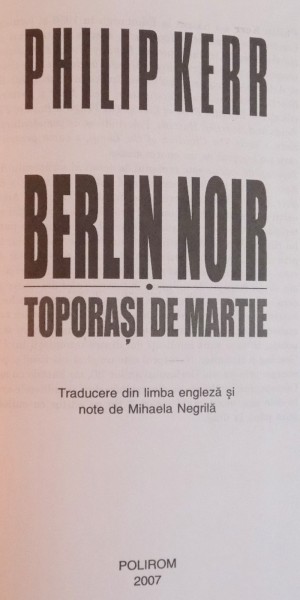 PHILIP KERR
BERLIN NOIR
TOPORAȘI DE MARTIE
Traducere din limba engleză și
note de Mihaela Negrilă
POLIROM
2007